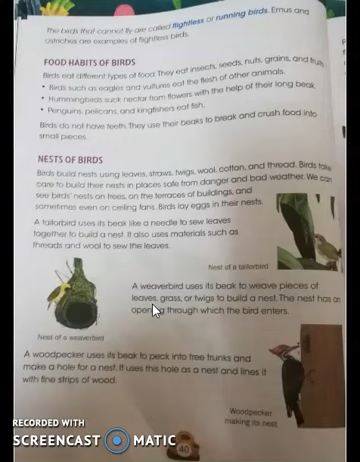 The birds that cannot fly are called flightless or running birds. Emus and
ostriches are examples of flightless birds.
FOOD HABITS OF BIRDS
Birds eat different types of food. They eat insects, seeds, nuts, grains, and fruits
• Birds such as eagles and vultures eat the flesh of other animals.
• Hummingbirds suck nectar from flowers with the help of their long beak.
• Penguins, pelicans, and kingfishers eat fish.
Birds do not have teeth. They use their beaks to break and crush food into
small pieces.
NESTS OF BIRDS
Birds build nests using leaves, straws, twigs, wool, cotton, and thread. Birds take
care to build their nests in places safe from danger and bad weather. We can
see birds' nests on trees, on the terraces of buildings, and
sometimes even on ceiling fans. Birds lay eggs in their nests.
A tailorbird uses its beak like a needle to sew leaves
together to build a nest. It also uses materials such as
threads and wool to sew the leaves.
Nest of a tailorbird
A weaverbird uses its beak to weave pieces of
leaves, grass, or twigs to build a nest. The nest has an
opening through which the bird enters.
Nest of a weaverbird
A woodpecker uses its beak to peck into tree trunks and
make a hole for a nest. It uses this hole as a nest and lines it
with fine strips of wood.
Woodpecker
making its nest
40
RECORDED WITH
SCREENCAST MATIC